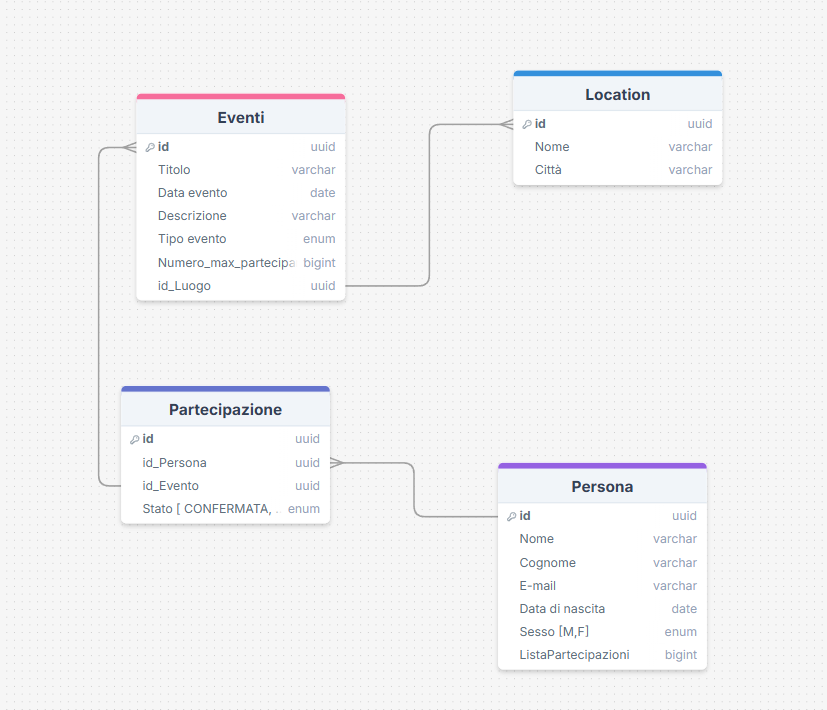 Eventi
id uuid
Titolo varchar
Data evento date
Descrizione varchar
Tipo evento enum
Numero_max_partecipa bigint
id_Luogo uuid
Location
id uuid
Nome varchar
Città varchar
Partecipazione
id uuid
id_Persona uuid
id_Evento uuid
Stato [ CONFERMATA, . enum
Persona
id uuid
Nome varchar
Cognome varchar
E-mail varchar
Data di nascita date
Sesso [M,F] enum
ListaPartecipazioni bigint